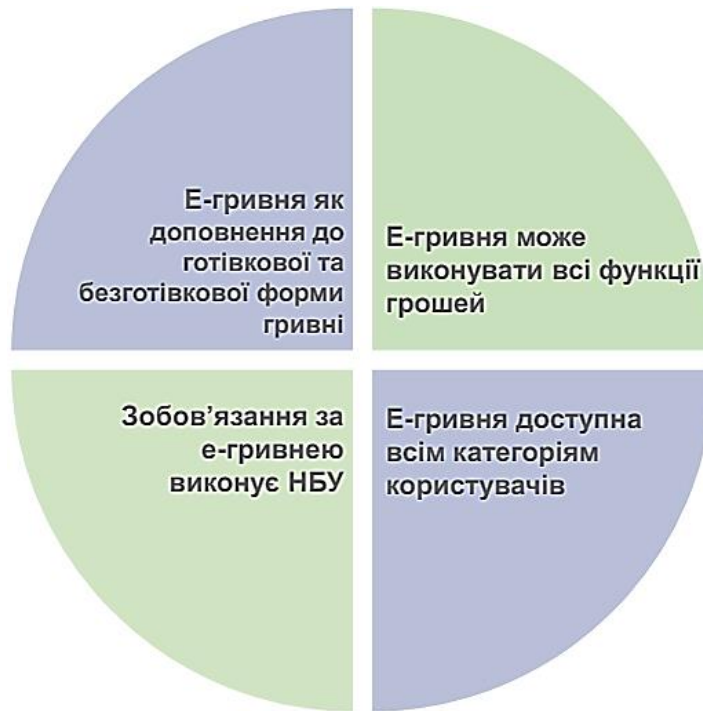 Е-гривня як
доповнення до
готівкової та
безготівкової форми
гривні
Е-гривня може
виконувати всі функції
грошей
Зобов’язання за
е-гривнею
виконує НБУ
Е-гривня доступна
всім категоріям
користувачів